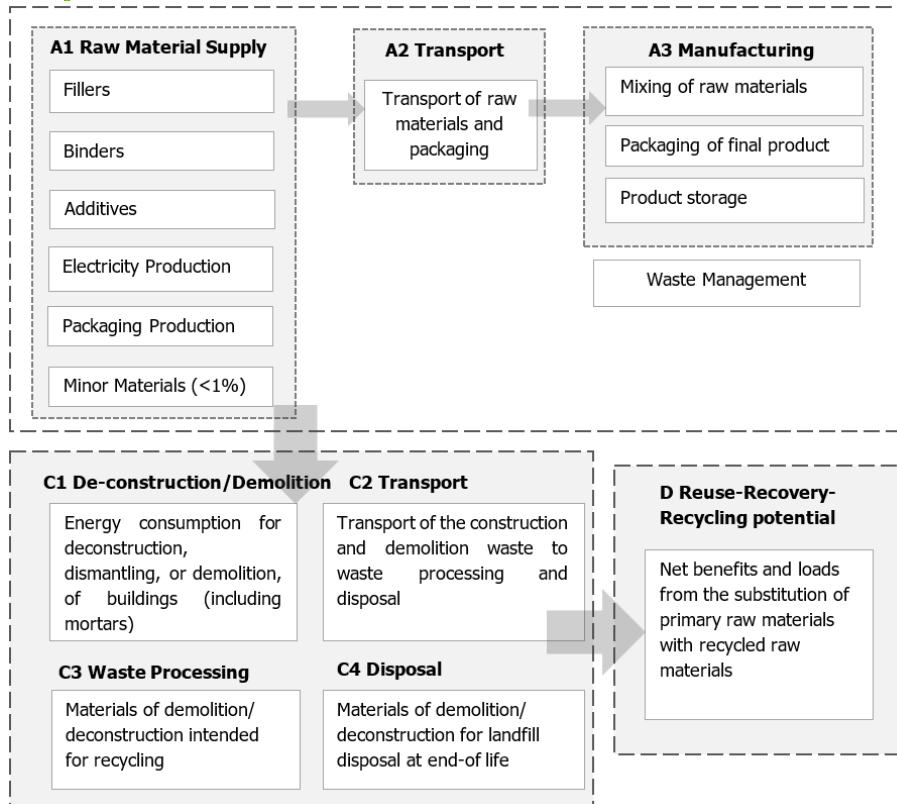 A1 Raw Material Supply
Fillers
Binders
Additives
Electricity Production
Packaging Production
Minor Materials (<1%)
A2 Transport
Transport of raw
materials and
packaging
A3 Manufacturing
Mixing of raw materials
Packaging of final product
Product storage
Waste Management
C1 De-construction/Demolition
Energy consumption for
deconstruction,
dismantling, or demolition,
of buildings (including
mortars)
C2 Transport
Transport of the construction
and demolition waste to
waste processing and
disposal
C3 Waste Processing
Materials of demolition/
deconstruction intended
for recycling
C4 Disposal
Materials of demolition/
deconstruction for landfill
disposal at end-of life
D Reuse-Recovery-
Recycling potential
Net benefits and loads
from the substitution of
primary raw materials
with recycled raw
materials